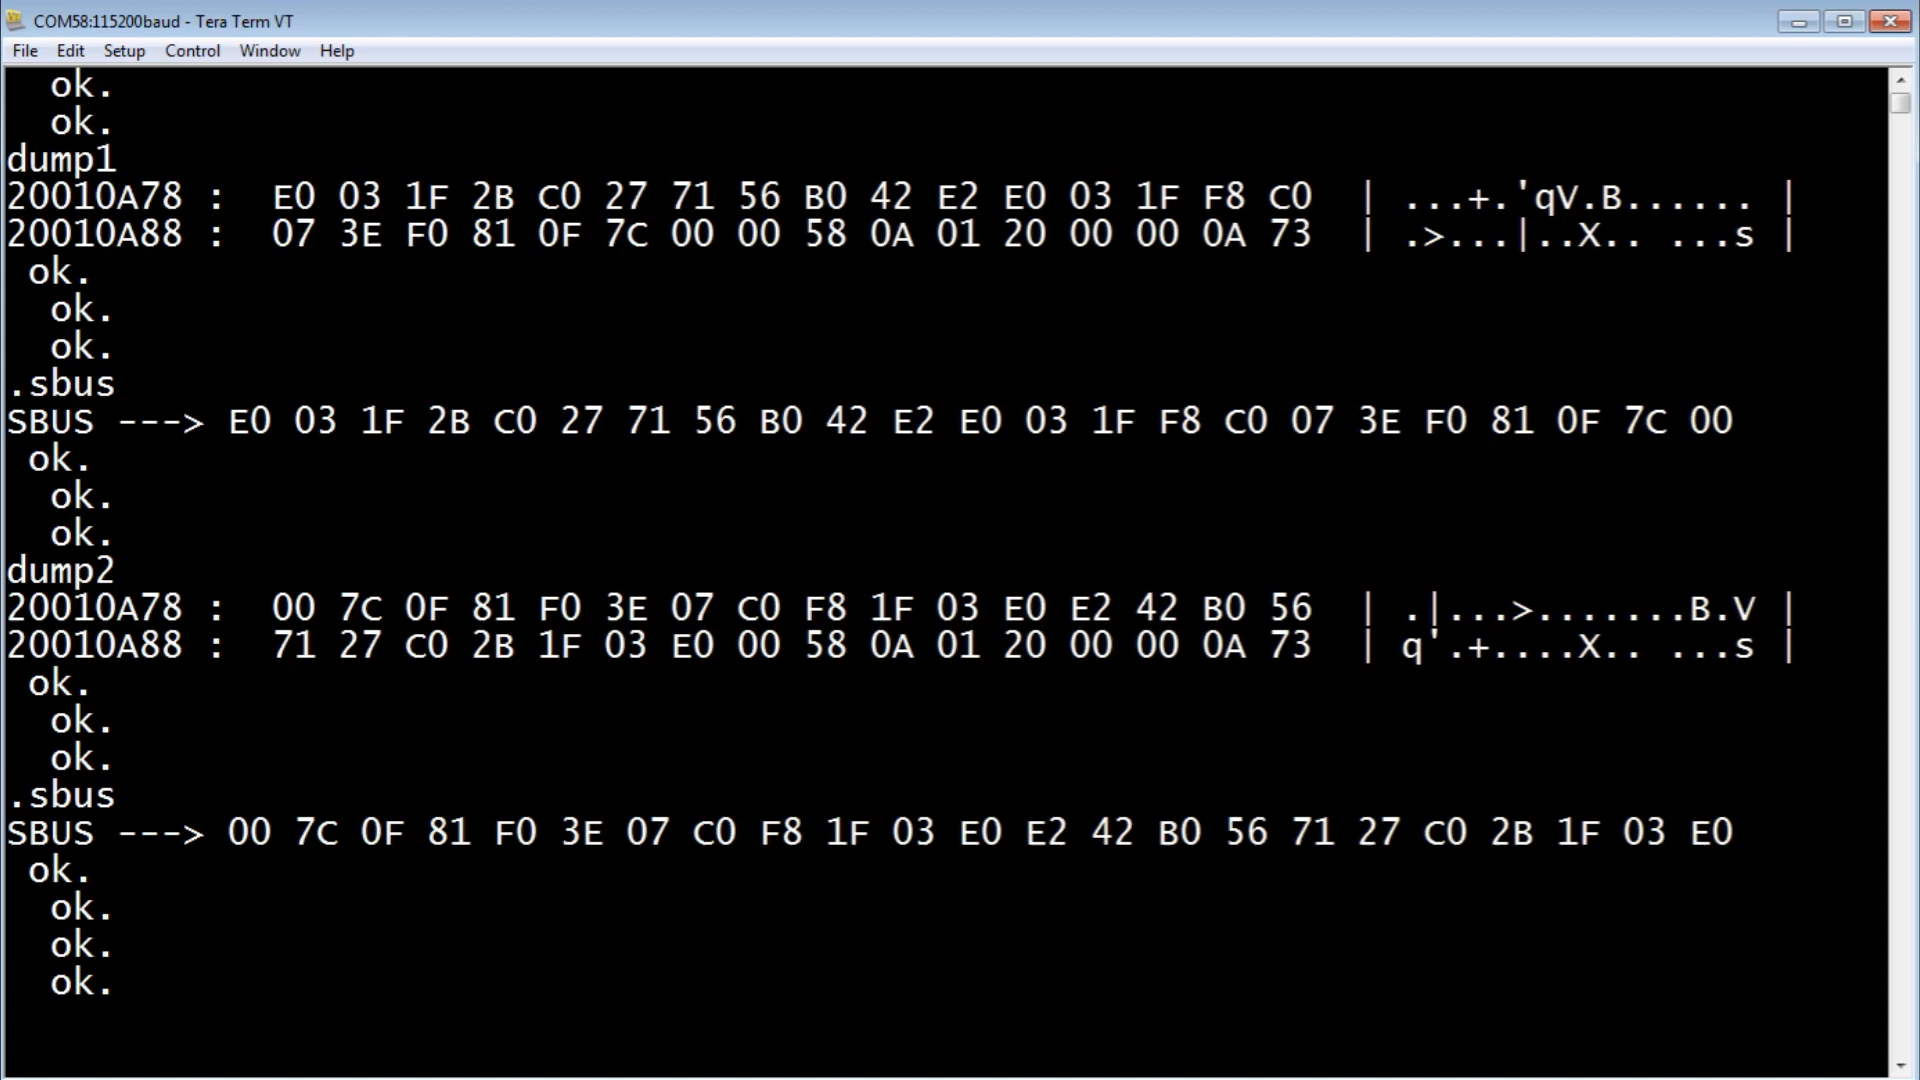 COM58:115200baud - Tera Term VT
File Edit Setup Control Window Help
ok.
ok.
dump1
20010A78 : E0 03 1F 2B C0 27 71 56 B0 42 E2 E0 03 1F F8 C0 | ...+.'qV.B...... |
20010A88 : 07 3E F0 81 0F 7C 00 00 58 0A 01 20 00 00 0A 73 | .>...|..X.. ...s |
ok.
ok.
ok.
.sbus
SBUS ---> E0 03 1F 2B C0 27 71 56 B0 42 E2 E0 03 1F F8 C0 07 3E F0 81 0F 7C 00
ok.
ok.
ok.
dump2
20010A78 : 00 7C 0F 81 F0 3E 07 C0 F8 1F 03 E0 E2 42 B0 56 | .|...>.......B.V |
20010A88 : 71 27 C0 2B 1F 03 E0 00 58 0A 01 20 00 00 0A 73 | q'.+....X.. ...s |
ok.
ok.
ok.
.sbus
SBUS ---> 00 7C 0F 81 F0 3E 07 C0 F8 1F 03 E0 E2 42 B0 56 71 27 C0 2B 1F 03 E0
ok.
ok.
ok.
ok.